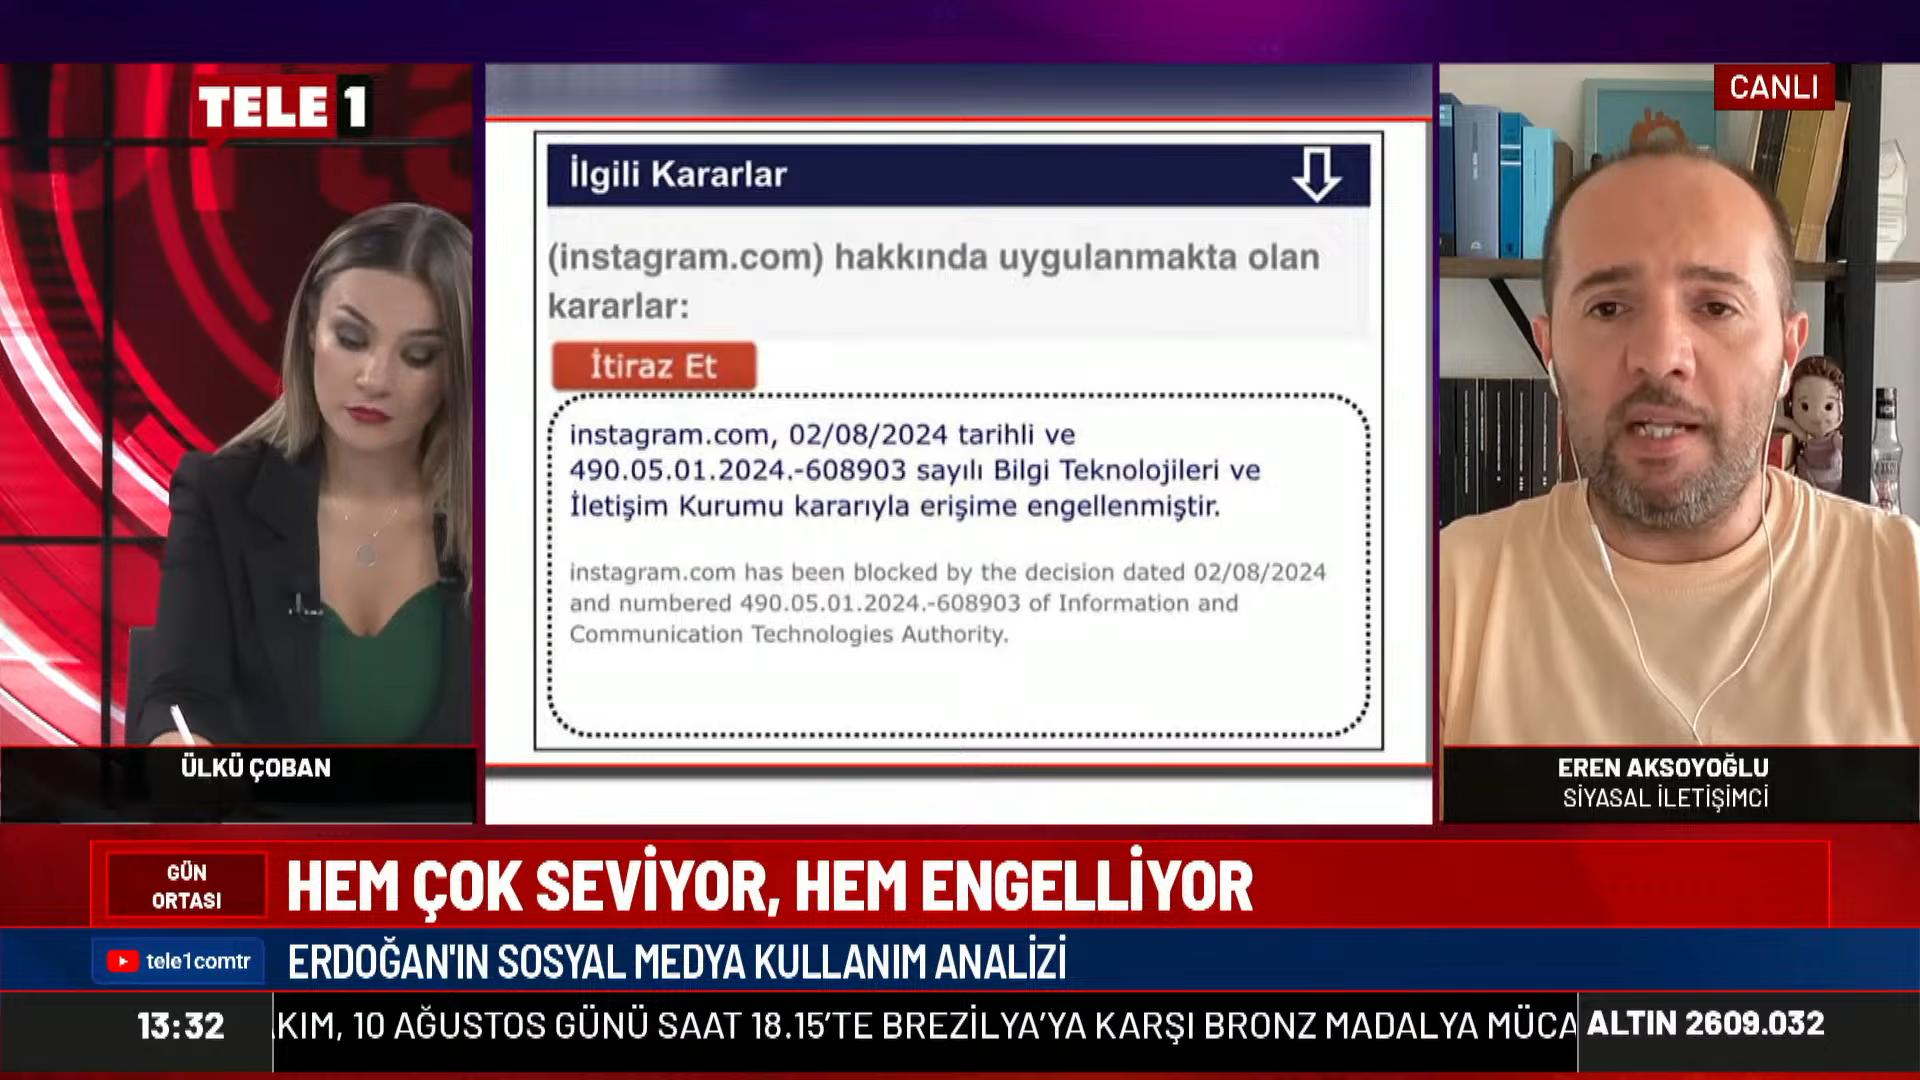 TELE 1
CANLI
İlgili Kararlar
(instagram.com) hakkında uygulanmakta olan
kararlar:
İtiraz Et
instagram.com, 02/08/2024 tarihli ve
490.05.01.2024.-608903 sayılı Bilgi Teknolojileri ve
İletişim Kurumu kararıyla erişime engellenmiştir.
instagram.com has been blocked by the decision dated 02/08/2024
and numbered 490.05.01.2024.-608903 of Information and
Communication Technologies Authority.
ÜLKÜ ÇOBAN
EREN AKSOYOĞLU
SİYASAL İLETİŞİMCİ
GÜN
ORTASI
HEM ÇOK SEVİYOR, HEM ENGELLİYOR
tele1comtr
ERDOĞAN'IN SOSYAL MEDYA KULLANIM ANALİZİ
13:32
KIM, 10 AĞUSTOS GÜNÜ SAAT 18.15'TE BREZİLYA'YA KARŞI BRONZ MADALYA MÜCA
ALTIN 2609.032